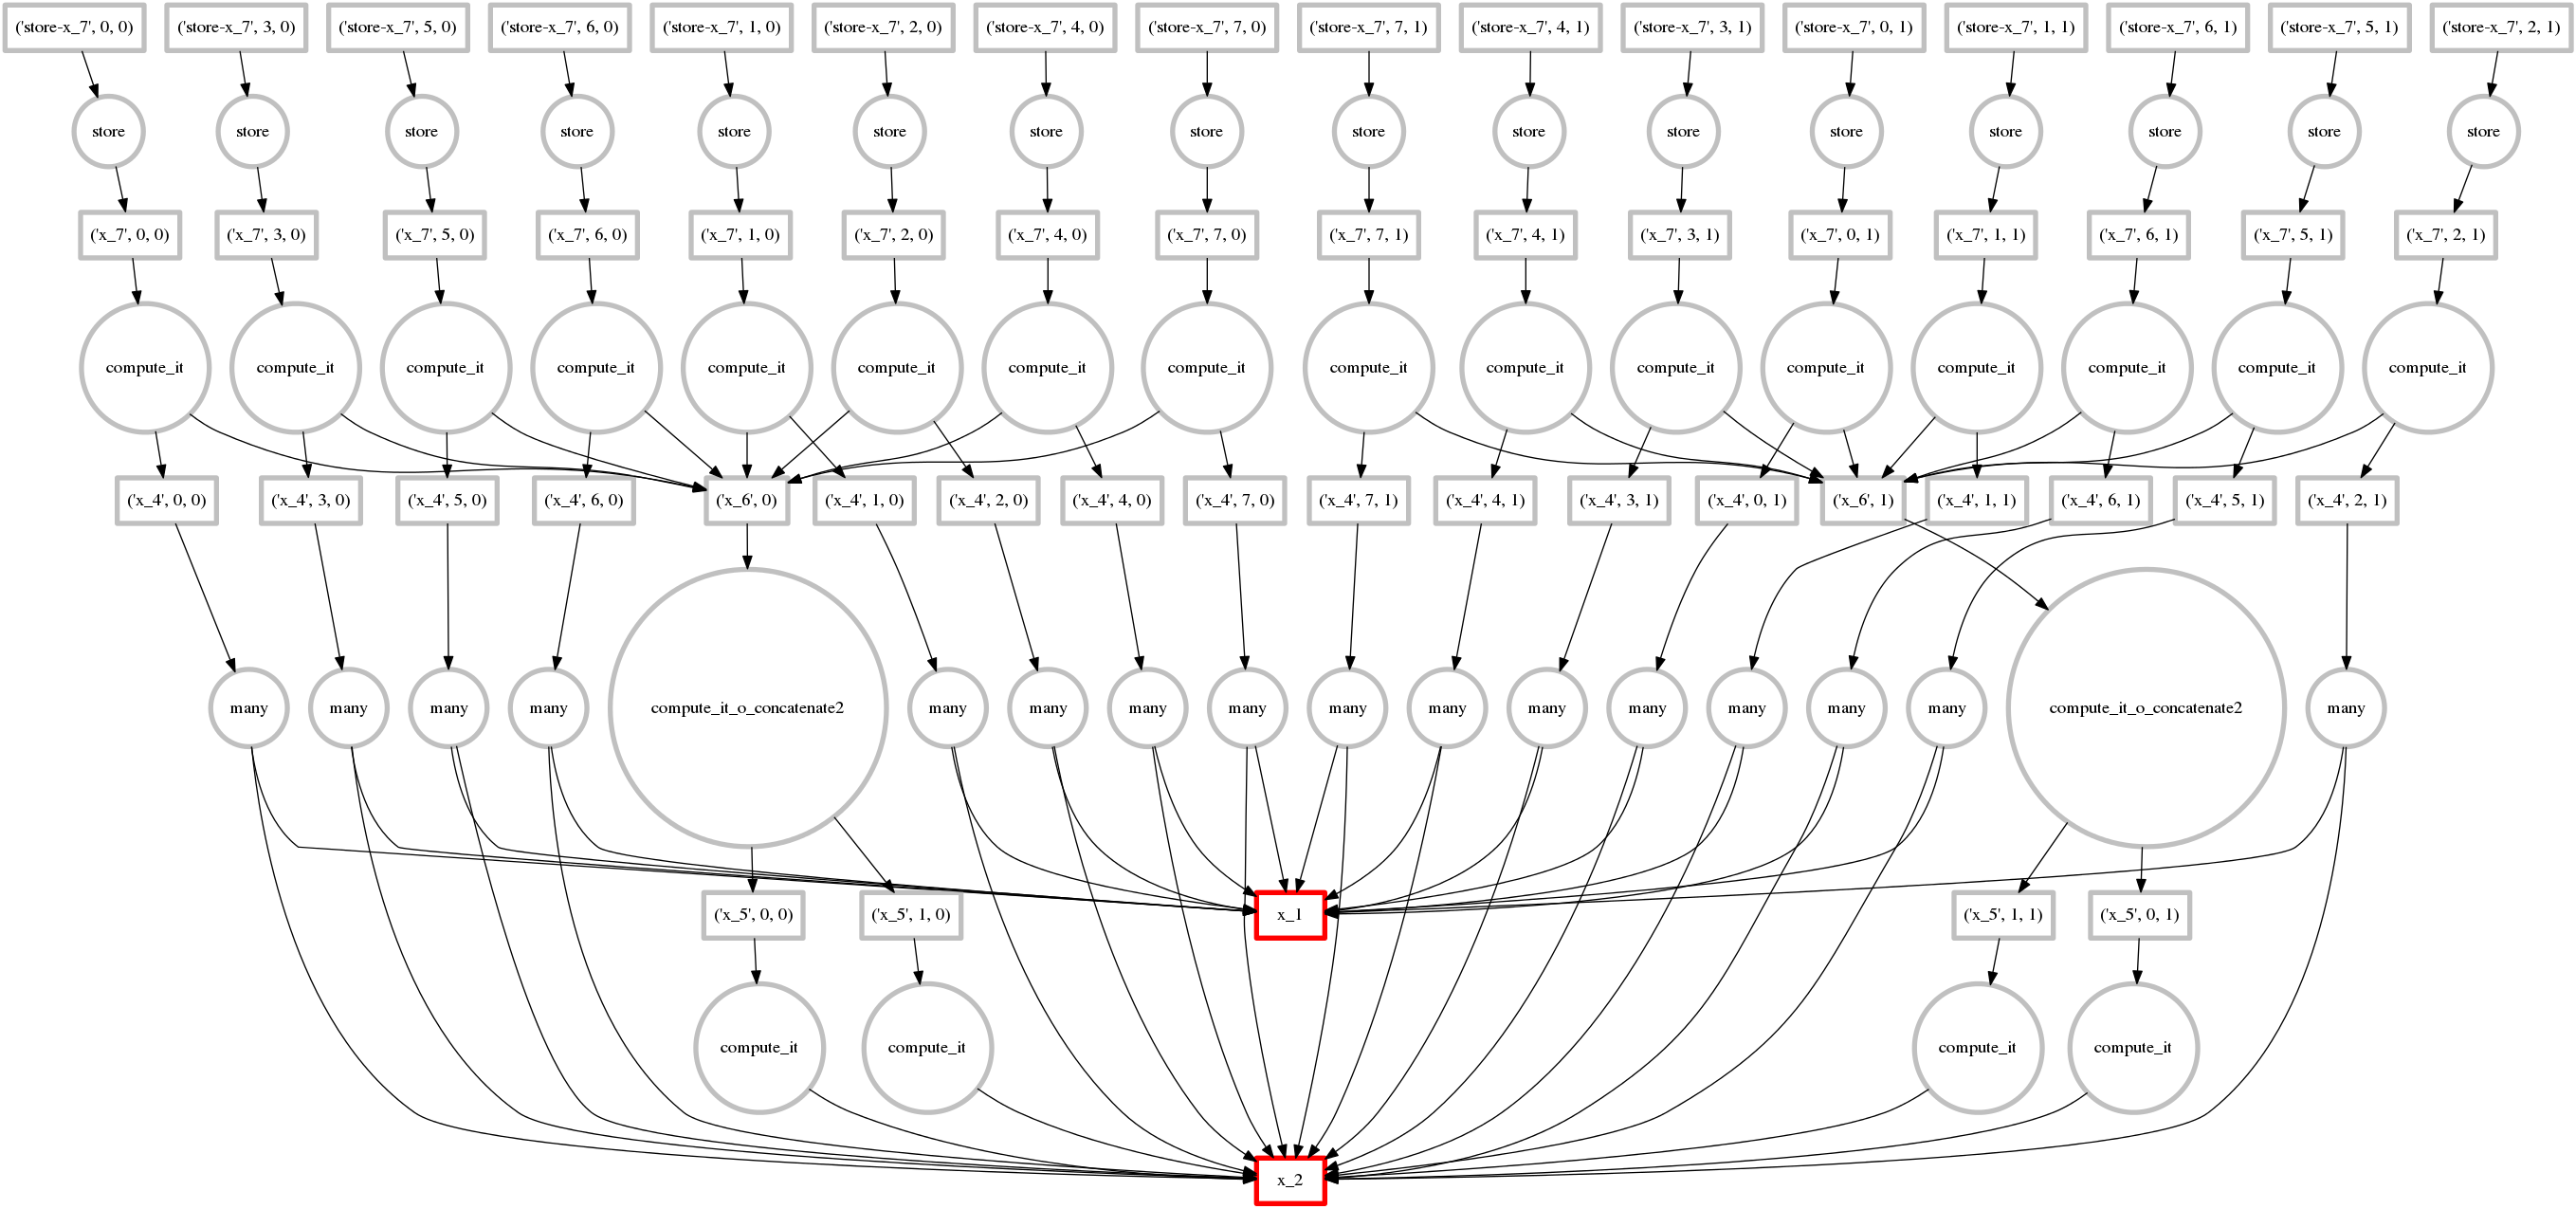 ('store-x_7', 0, 0) ('store-x_7', 3, 0) ('store-x_7', 5, 0) ('store-x_7', 6, 0) ('store-x_7', 1, 0) ('store-x_7', 2, 0) ('store-x_7', 4, 0) ('store-x_7', 7, 0) ('store-x_7', 7, 1) ('store-x_7', 4, 1) ('store-x_7', 3, 1) ('store-x_7', 0, 1) ('store-x_7', 1, 1) ('store-x_7', 6, 1) ('store-x_7', 5, 1) ('store-x_7', 2, 1)
store store store store store store store store store store store store store store store store
('x_7', 0, 0) ('x_7', 3, 0) ('x_7', 5, 0) ('x_7', 6, 0) ('x_7', 1, 0) ('x_7', 2, 0) ('x_7', 4, 0) ('x_7', 7, 0) ('x_7', 7, 1) ('x_7', 4, 1) ('x_7', 3, 1) ('x_7', 0, 1) ('x_7', 1, 1) ('x_7', 6, 1) ('x_7', 5, 1) ('x_7', 2, 1)
compute_it compute_it compute_it compute_it compute_it compute_it compute_it compute_it compute_it compute_it compute_it compute_it compute_it compute_it compute_it compute_it
('x_4', 0, 0) ('x_4', 3, 0) ('x_4', 5, 0) ('x_4', 6, 0) ('x_6', 0) ('x_4', 1, 0) ('x_4', 2, 0) ('x_4', 4, 0) ('x_4', 7, 0) ('x_4', 7, 1) ('x_4', 4, 1) ('x_4', 3, 1) ('x_4', 0, 1) ('x_6', 1) ('x_4', 1, 1) ('x_4', 6, 1) ('x_4', 5, 1) ('x_4', 2, 1)
many many many many compute_it_o_concatenate2 many many many many many many many many many many many compute_it_o_concatenate2 many
('x_5', 0, 0) ('x_5', 1, 0) x_1 ('x_5', 1, 1) ('x_5', 0, 1)
compute_it compute_it compute_it compute_it
x_2